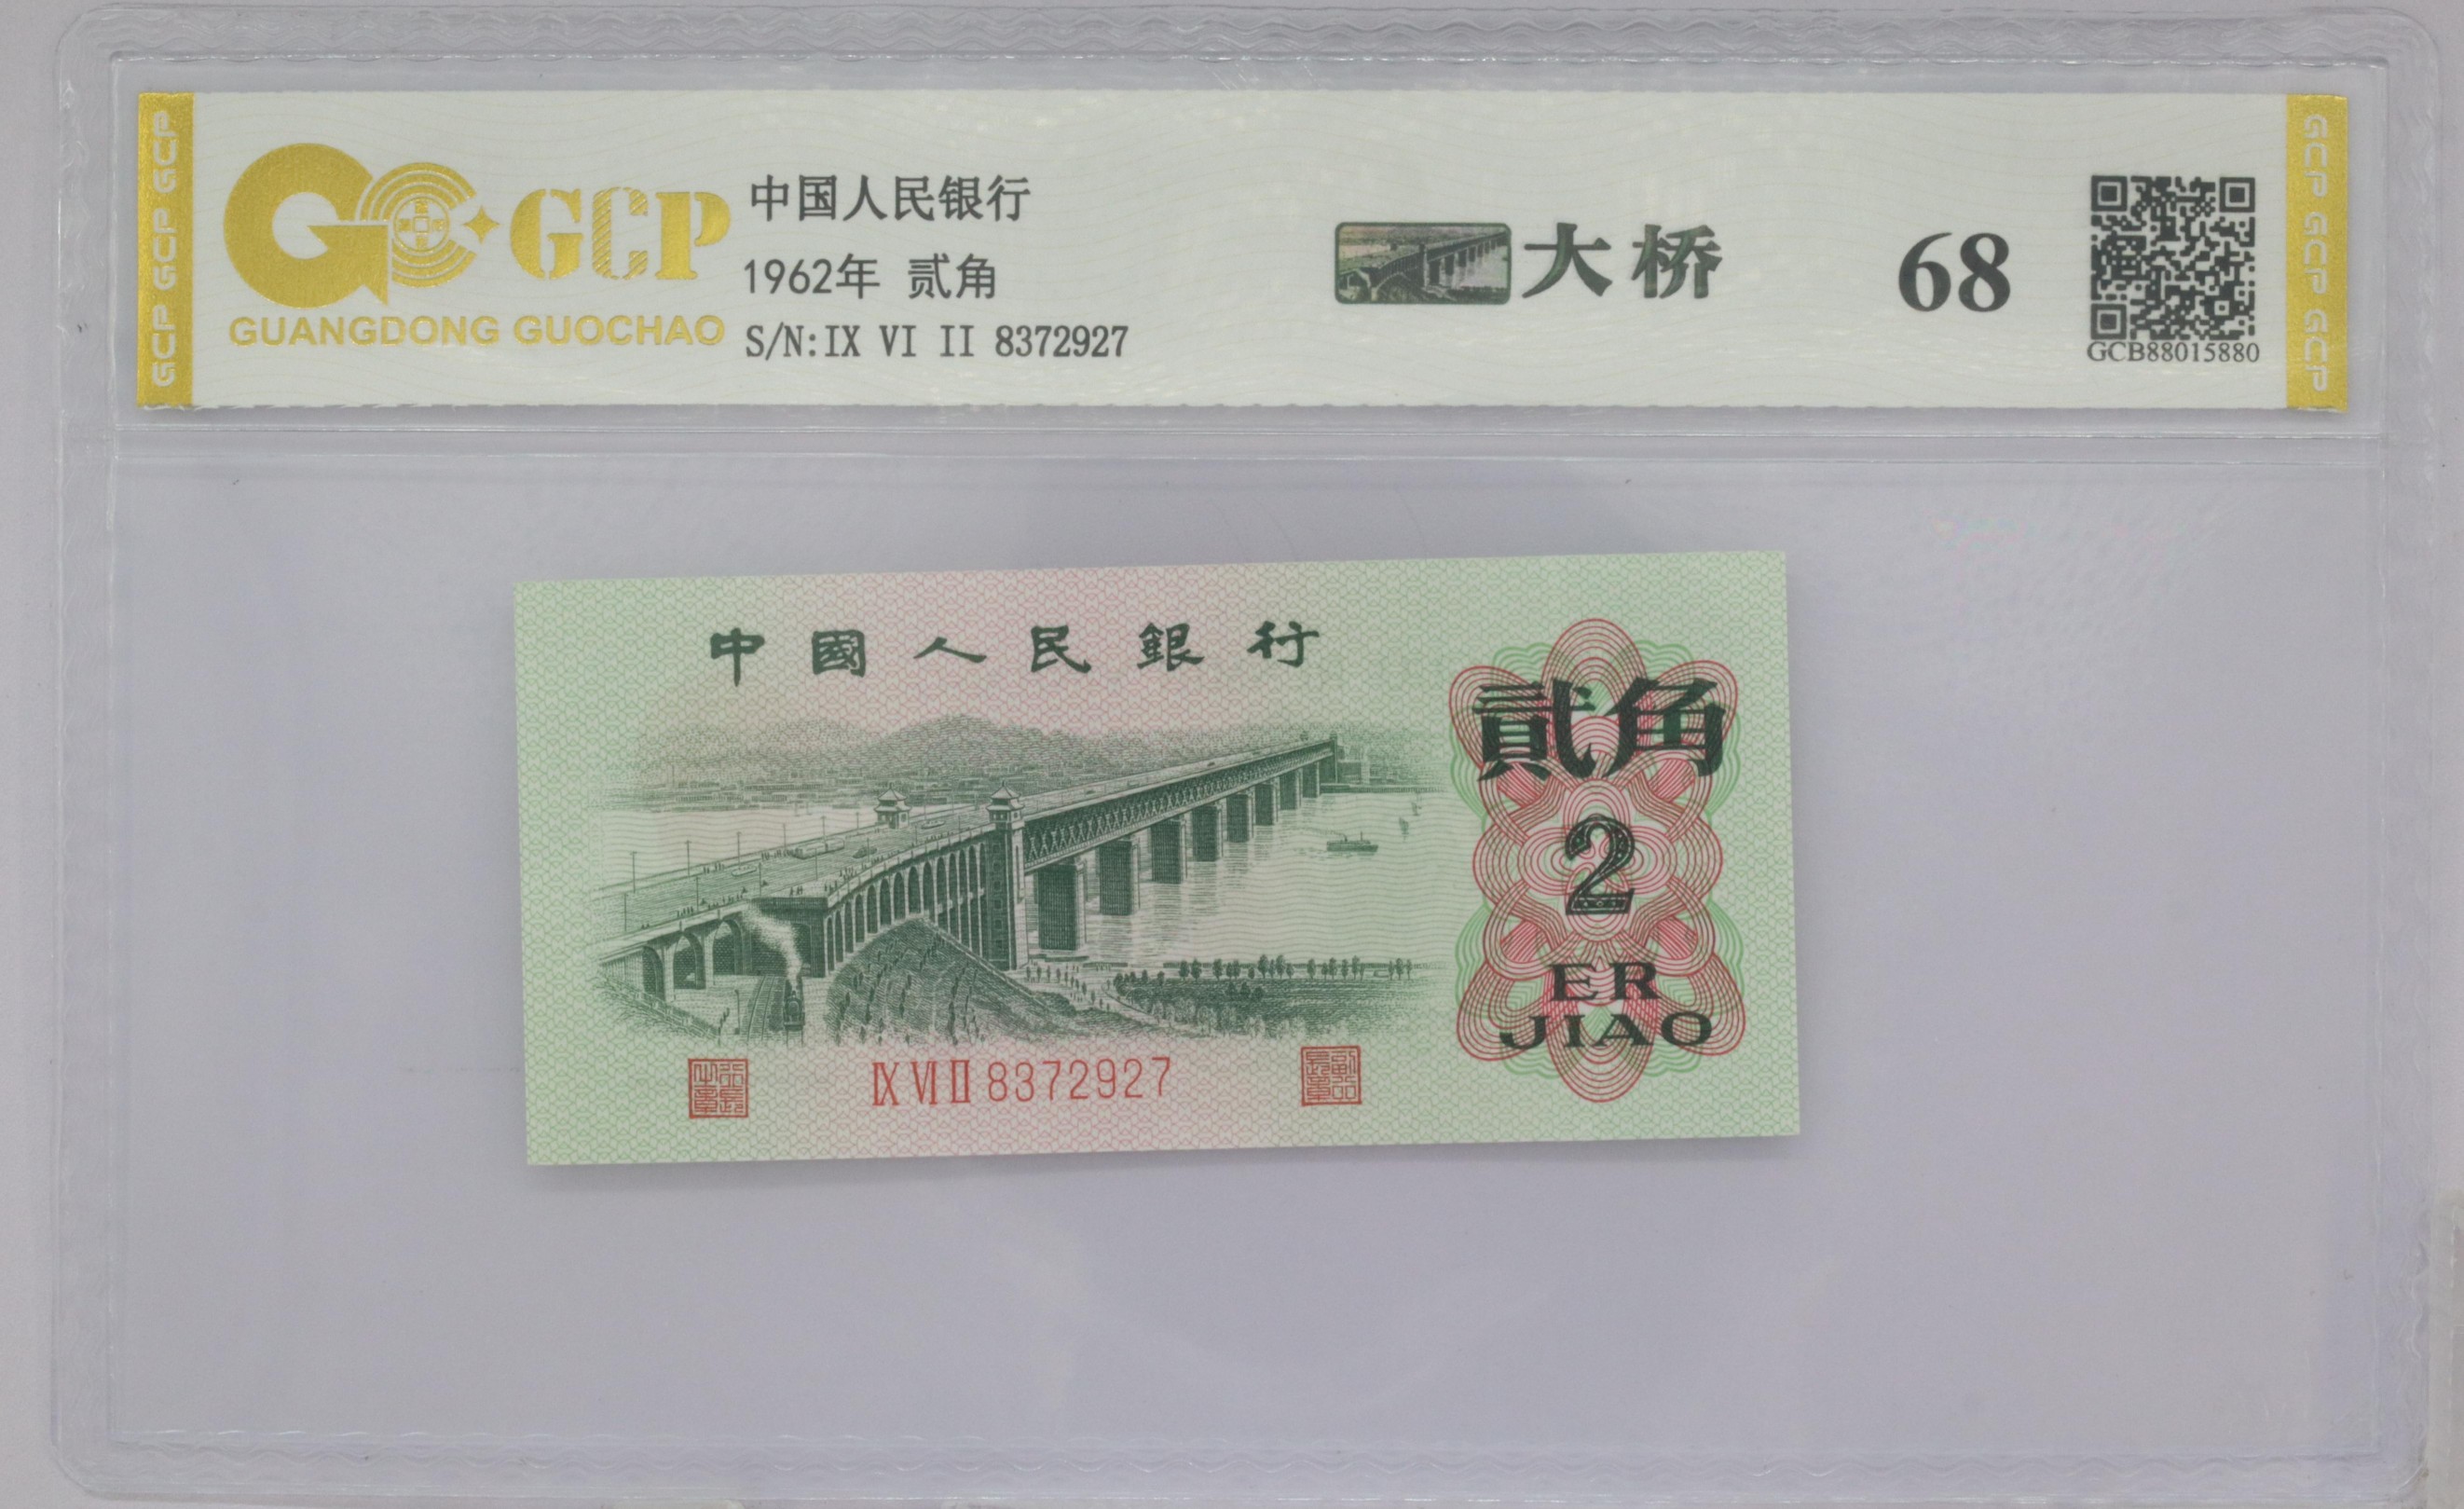 GCP GCP GCP
GCP
GUANGDONG GUOCHAO
中国人民银行
1962年 贰角
S/N:IX VI II 8372927
大桥
68
GCB88015880
GCP GCP GCP
中國人民銀行
貳角
2
ER
JIAO
IX VI II 8372927